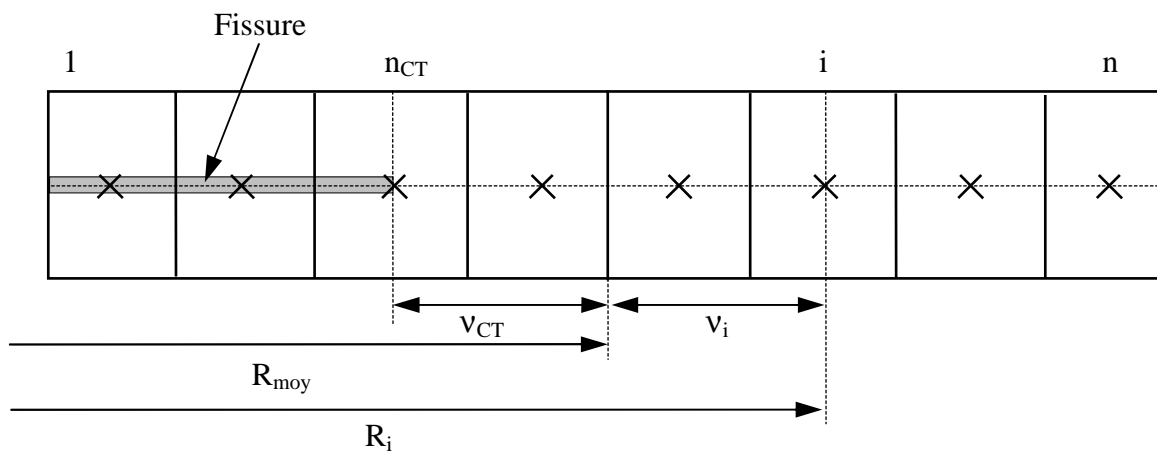 Fissure
1 n_CT i n
ν_CT ν_i
R_moy
R_i